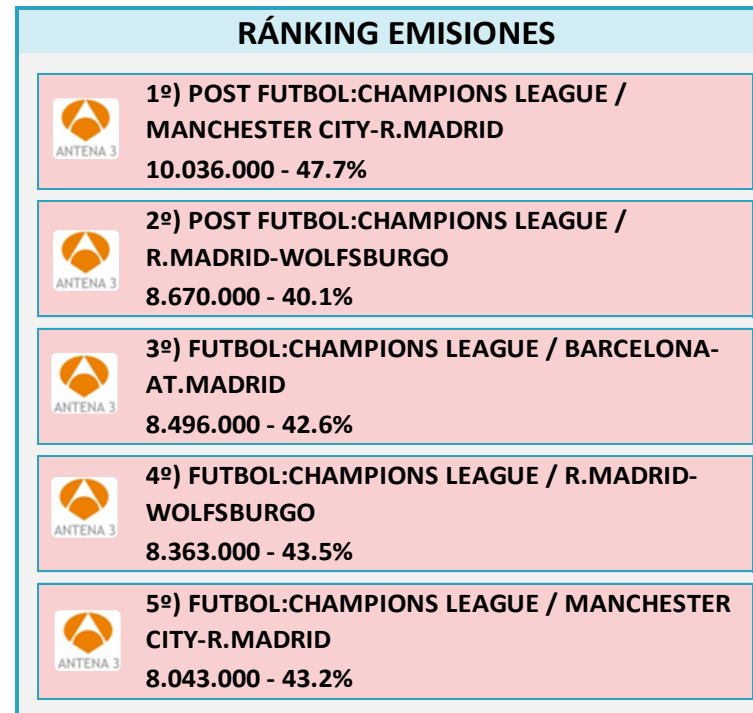 RÁNKING EMISIONES
ANTENA 3
1º) POST FUTBOL:CHAMPIONS LEAGUE /
MANCHESTER CITY-R.MADRID
10.036.000 - 47.7%
ANTENA 3
2º) POST FUTBOL:CHAMPIONS LEAGUE /
R.MADRID-WOLFSBURGO
8.670.000 - 40.1%
ANTENA 3
3º) FUTBOL:CHAMPIONS LEAGUE / BARCELONA-
AT.MADRID
8.496.000 - 42.6%
ANTENA 3
4º) FUTBOL:CHAMPIONS LEAGUE / R.MADRID-
WOLFSBURGO
8.363.000 - 43.5%
ANTENA 3
5º) FUTBOL:CHAMPIONS LEAGUE / MANCHESTER
CITY-R.MADRID
8.043.000 - 43.2%